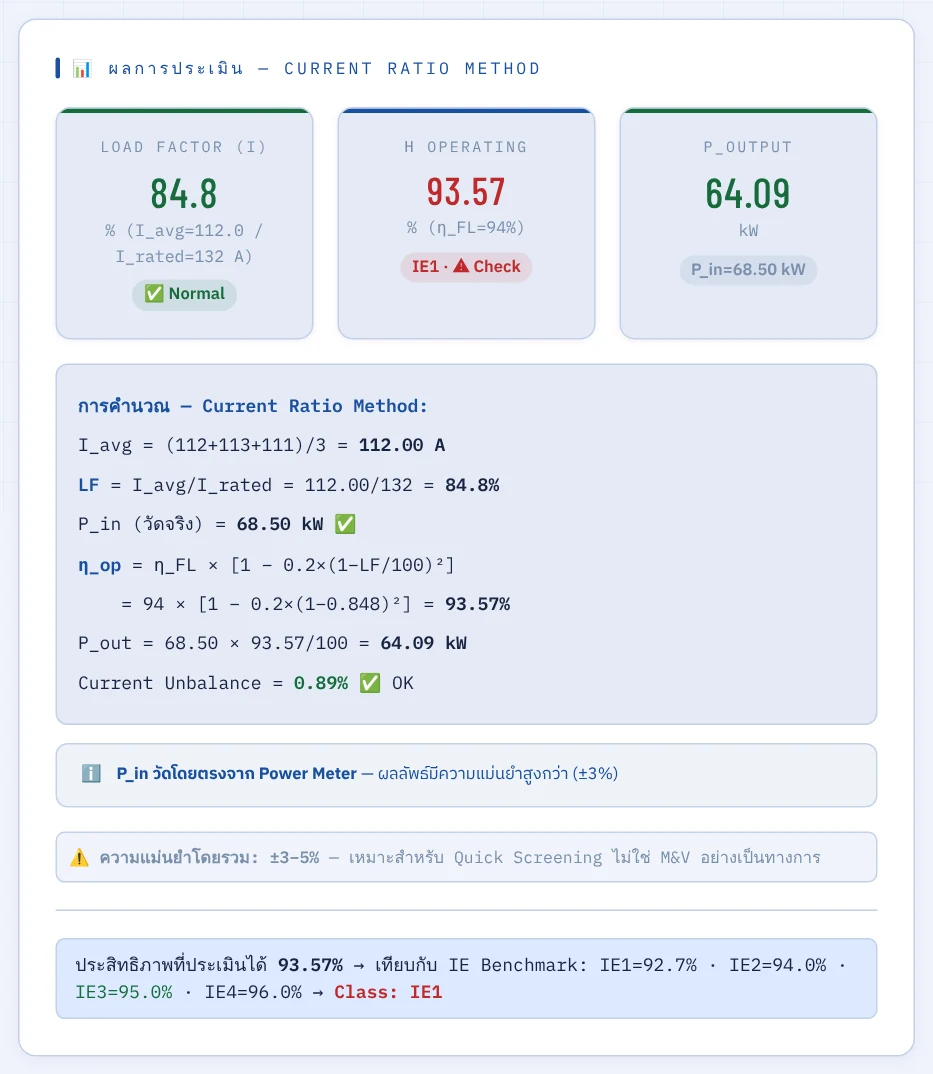 📊 ผลการประเมิน — CURRENT RATIO METHOD
LOAD FACTOR (I)
84.8
% (I_avg=112.0 /
I_rated=132 A)
✅ Normal
Η OPERATING
93.57
% (η_FL=94%)
IE1 · ⚠ Check
P_OUTPUT
64.09
kW
P_in=68.50 kW
การคำนวณ — Current Ratio Method:
I_avg = (112+113+111)/3 = 112.00 A
LF = I_avg/I_rated = 112.00/132 = 84.8%
P_in (วัดจริง) = 68.50 kW ✅
η_op = η_FL × [1 − 0.2×(1−LF/100)²]
= 94 × [1 − 0.2×(1−0.848)²] = 93.57%
P_out = 68.50 × 93.57/100 = 64.09 kW
Current Unbalance = 0.89% ✅ OK
ℹ️ P_in วัดโดยตรงจาก Power Meter — ผลลัพธ์มีความแม่นยำสูงกว่า (±3%)
⚠️ ความแม่นยำโดยรวม: ±3–5% — เหมาะสำหรับ Quick Screening ไม่ใช่ M&V อย่างเป็นทางการ
ประสิทธิภาพที่ประเมินได้ 93.57% → เทียบกับ IE Benchmark: IE1=92.7% · IE2=94.0% ·
IE3=95.0% · IE4=96.0% → Class: IE1